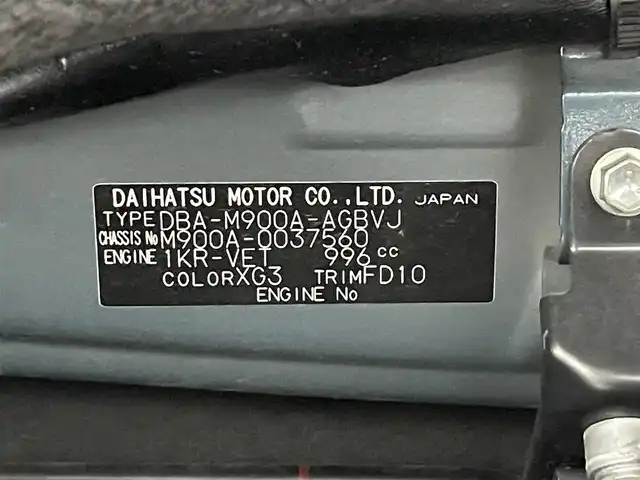 DAIHATSU MOTOR CO.,LTD. JAPAN
TYPE DBA-M900A-AGBVJ
CHASSIS No M900A-0037560
ENGINE 1KR-VET 996 cc
COLOR XG3 TRIM FD10
ENGINE No